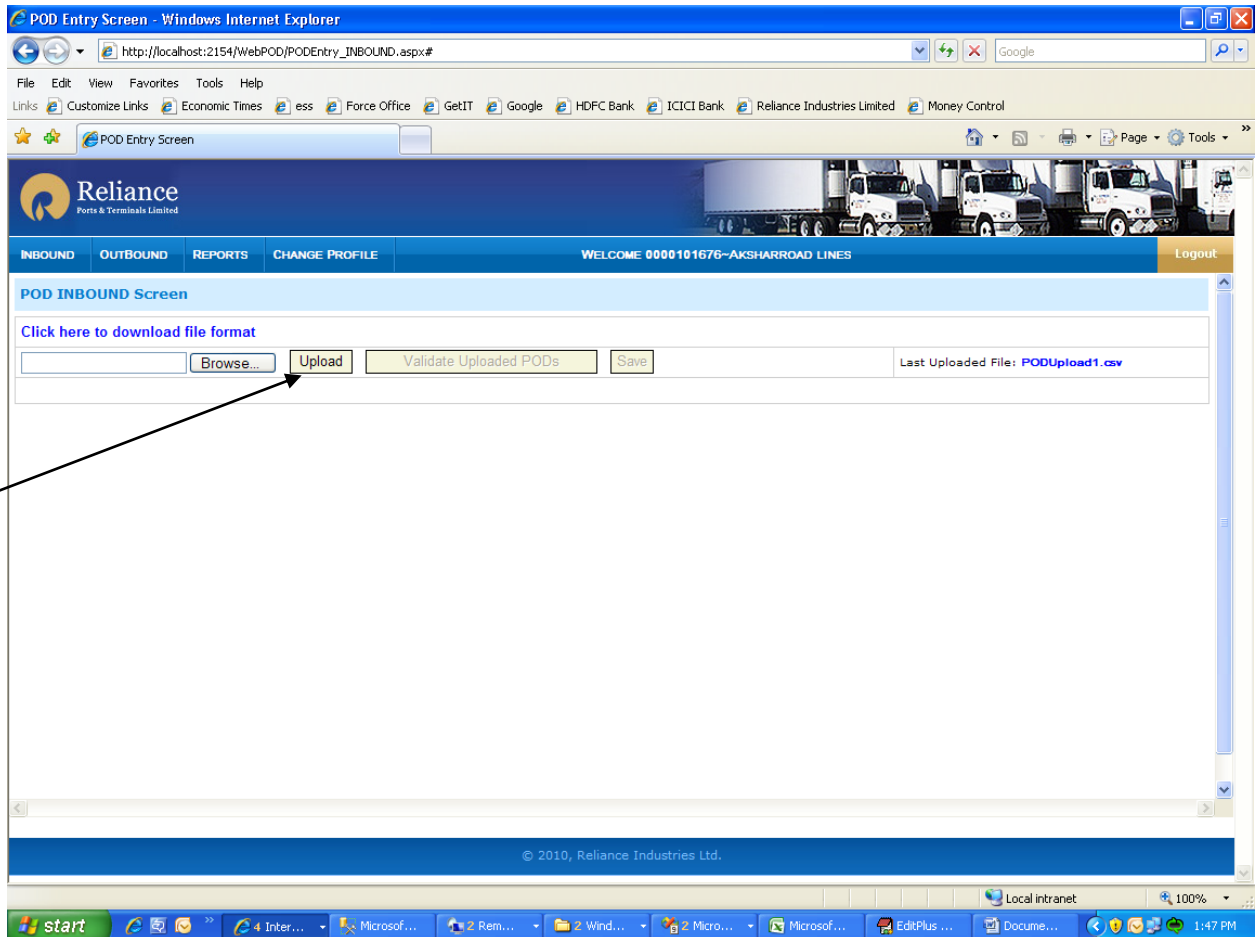 POD Entry Screen - Windows Internet Explorer
http://localhost:2154/WebPOD/PODEntry_INBOUND.aspx#
Google
File Edit View Favorites Tools Help
Links Customize Links Economic Times ess Force Office GetIT Google HDFC Bank ICICI Bank Reliance Industries Limited Money Control
POD Entry Screen
Page Tools
Reliance
Ports & Terminals Limited
INBOUND OUTBOUND REPORTS CHANGE PROFILE WELCOME 0000101676~AKSHARROAD LINES Logout
POD INBOUND Screen
Click here to download file format
Browse... Upload Validate Uploaded PODs Save Last Uploaded File: PODUpload1.csv
© 2010, Reliance Industries Ltd.
Local intranet 100%
start 4 Inter... Microsof... 2 Rem... 2 Wind... 2 Micro... Microsof... EditPlus ... Docume... 1:47 PM